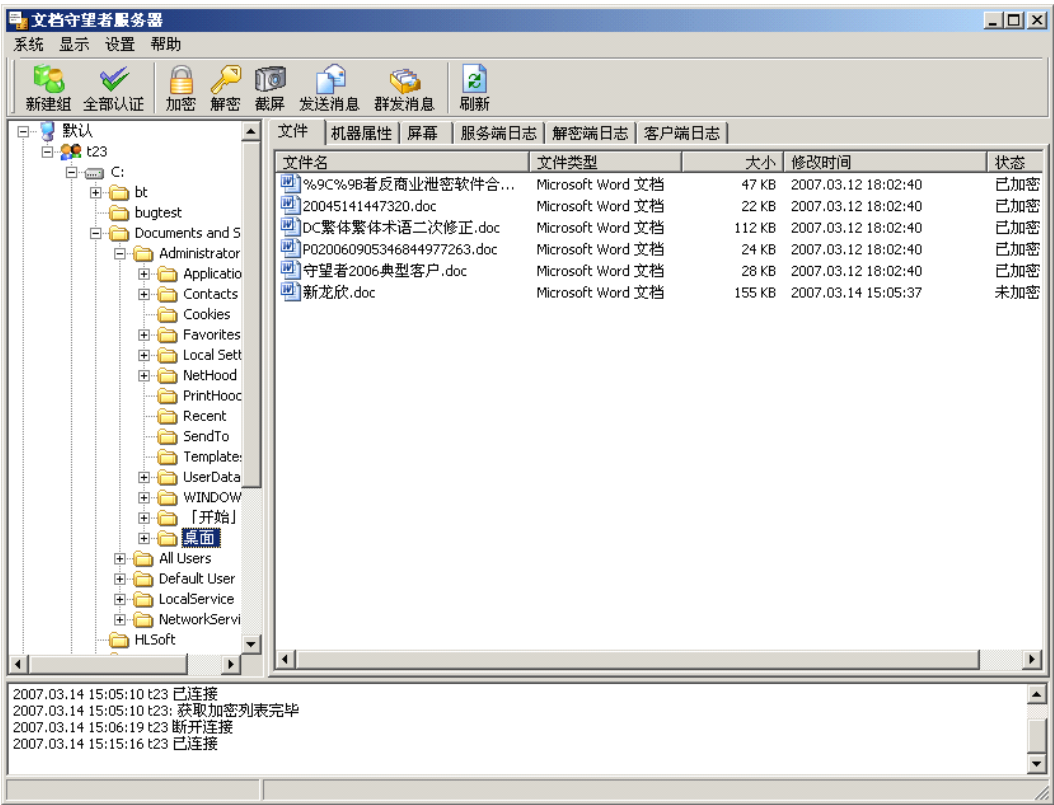 文档守望者服务器
系统 显示 设置 帮助
新建组 全部认证 加密 解密 截屏 发送消息 群发消息 刷新
默认
t23
C:
bt
bugtest
Documents and S
Administrator
Applicatio
Contacts
Cookies
Favorites
Local Sett
NetHood
PrintHooc
Recent
SendTo
Template:
UserData
WINDOW
「开始」
桌面
All Users
Default User
LocalService
NetworkServi
HLSoft
文件 机器属性 屏幕 服务端日志 解密端日志 客户端日志
文件名 文件类型 大小 修改时间 状态
%9C%9B者反商业泄密软件合... Microsoft Word 文档 47 KB 2007.03.12 18:02:40 已加密
20045141447320.doc Microsoft Word 文档 22 KB 2007.03.12 18:02:40 已加密
DC繁体繁体术语二次修正.doc Microsoft Word 文档 112 KB 2007.03.12 18:02:40 已加密
P020060905346844977263.doc Microsoft Word 文档 24 KB 2007.03.12 18:02:40 已加密
守望者2006典型客户.doc Microsoft Word 文档 28 KB 2007.03.12 18:02:40 已加密
新龙欣.doc Microsoft Word 文档 155 KB 2007.03.14 15:05:37 未加密
2007.03.14 15:05:10 t23 已连接
2007.03.14 15:05:10 t23: 获取加密列表完毕
2007.03.14 15:06:19 t23 断开连接
2007.03.14 15:15:16 t23 已连接